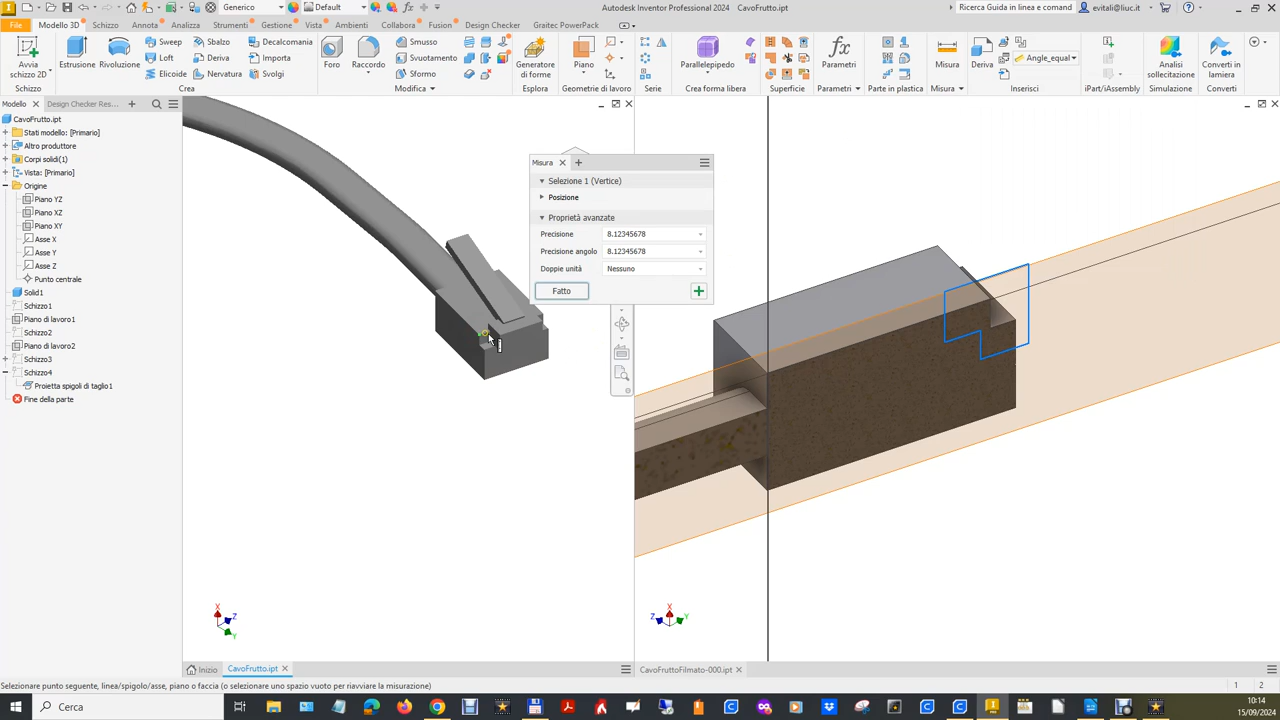 Generico
Default
Autodesk Inventor Professional 2024 CavoFrutto.ipt
Ricerca Guida in linea e comandi
evitali@liuc.it
File
Modello 3D
Schizzo
Annota
Analizza
Strumenti
Gestione
Vista
Ambienti
Collabora
Fusion
Design Checker
Graitec PowerPack
Avvia
schizzo 2D
Estrusione
Rivoluzione
Sweep
Loft
Elicoide
Sbalzo
Deriva
Nervatura
Decalcomania
Importa
Svolgi
Foro
Raccordo
Smusso
Svuotamento
Sformo
Generatore
di forme
Piano
Parallelepipedo
Parametri
Misura
Deriva
Angle_equal
Analisi
sollecitazione
Converti
in lamiera
Schizzo
Crea
Modifica
Esplora
Geometrie di lavoro
Serie
Crea forma libera
Superficie
Parametri
Parte in plastica
Misura
Inserisci
iPart/iAssembly
Simulazione
Converti
Modello
Design Checker Res...
CavoFrutto.ipt
Stati modello: [Primario]
Altro produttore
Corpi solidi(1)
Vista: [Primario]
Origine
Piano YZ
Piano XZ
Piano XY
Asse X
Asse Y
Asse Z
Punto centrale
Solid1
Schizzo1
Piano di lavoro1
Schizzo2
Piano di lavoro2
Schizzo3
Schizzo4
Proietta spigoli di taglio1
Fine della parte
Misura
Selezione 1 (Vertice)
Posizione
Proprietà avanzate
Precisione 8.12345678
Precisione angolo 8.12345678
Doppie unità Nessuno
Fatto
X
Z
Y
X
Z
Y
Inizio
CavoFrutto.ipt
CavoFruttoFilmato-000.ipt
Selezionare punto seguente, linea/spigolo/asse, piano o faccia (o selezionare uno spazio vuoto per riavviare la misurazione)
1 2
Cerca
10:14
15/09/2024